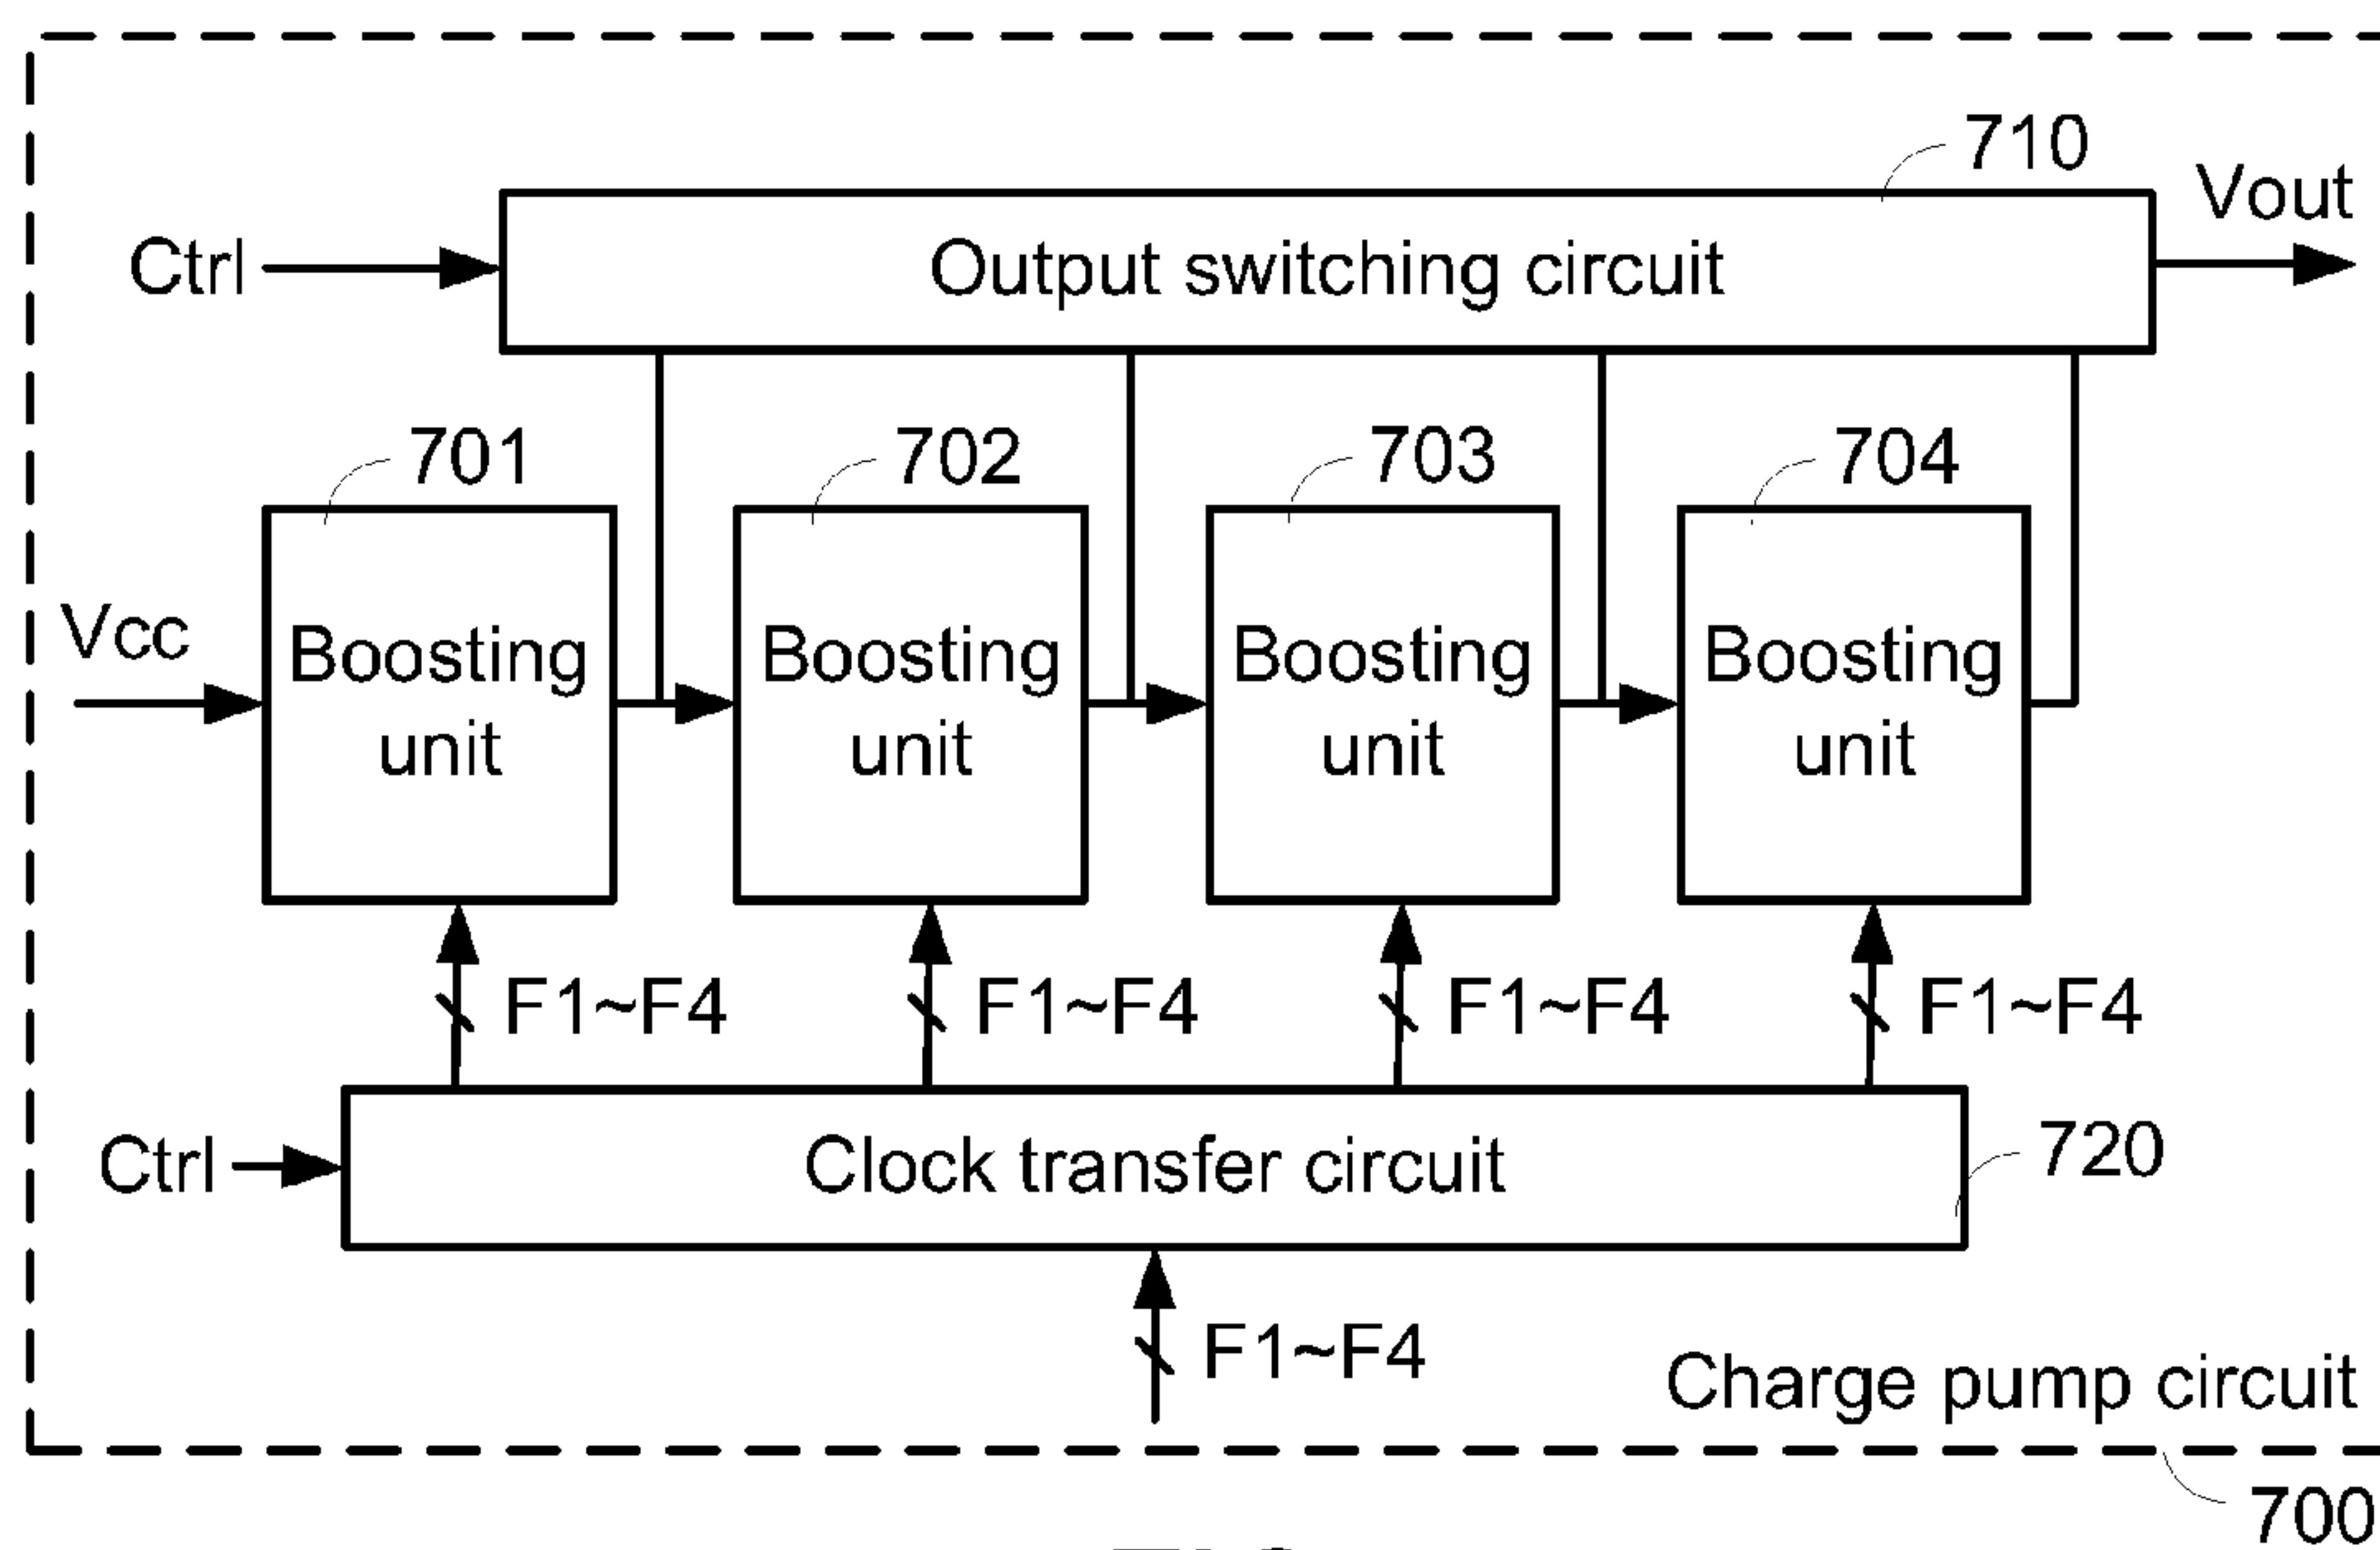 710
Vout
Ctrl
Output switching circuit
701
702
703
704
Vcc
Boosting
unit
Boosting
unit
Boosting
unit
Boosting
unit
F1~F4
F1~F4
F1~F4
F1~F4
Ctrl
Clock transfer circuit
720
F1~F4
Charge pump circuit
700